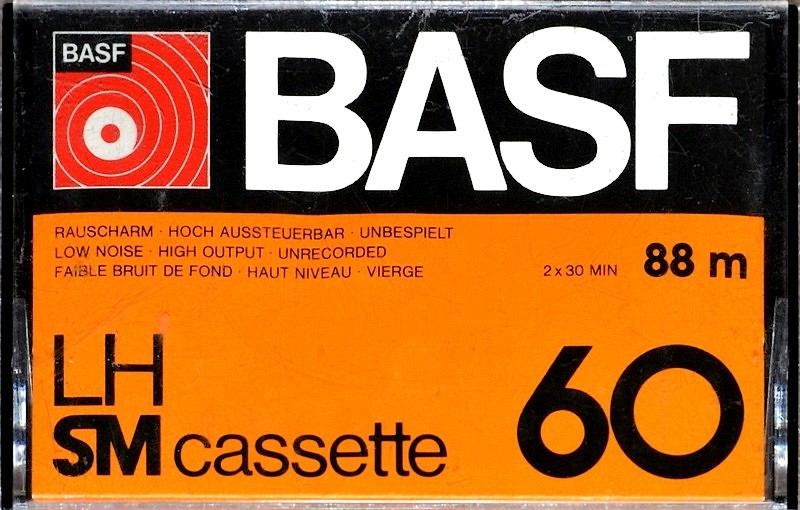 BASF
BASF
RAUSCHARM · HOCH AUSSTEUERBAR · UNBESPIELT
LOW NOISE · HIGH OUTPUT · UNRECORDED
FAIBLE BRUIT DE FOND · HAUT NIVEAU · VIERGE
2 x 30 MIN 88 m
LH
SM cassette 60